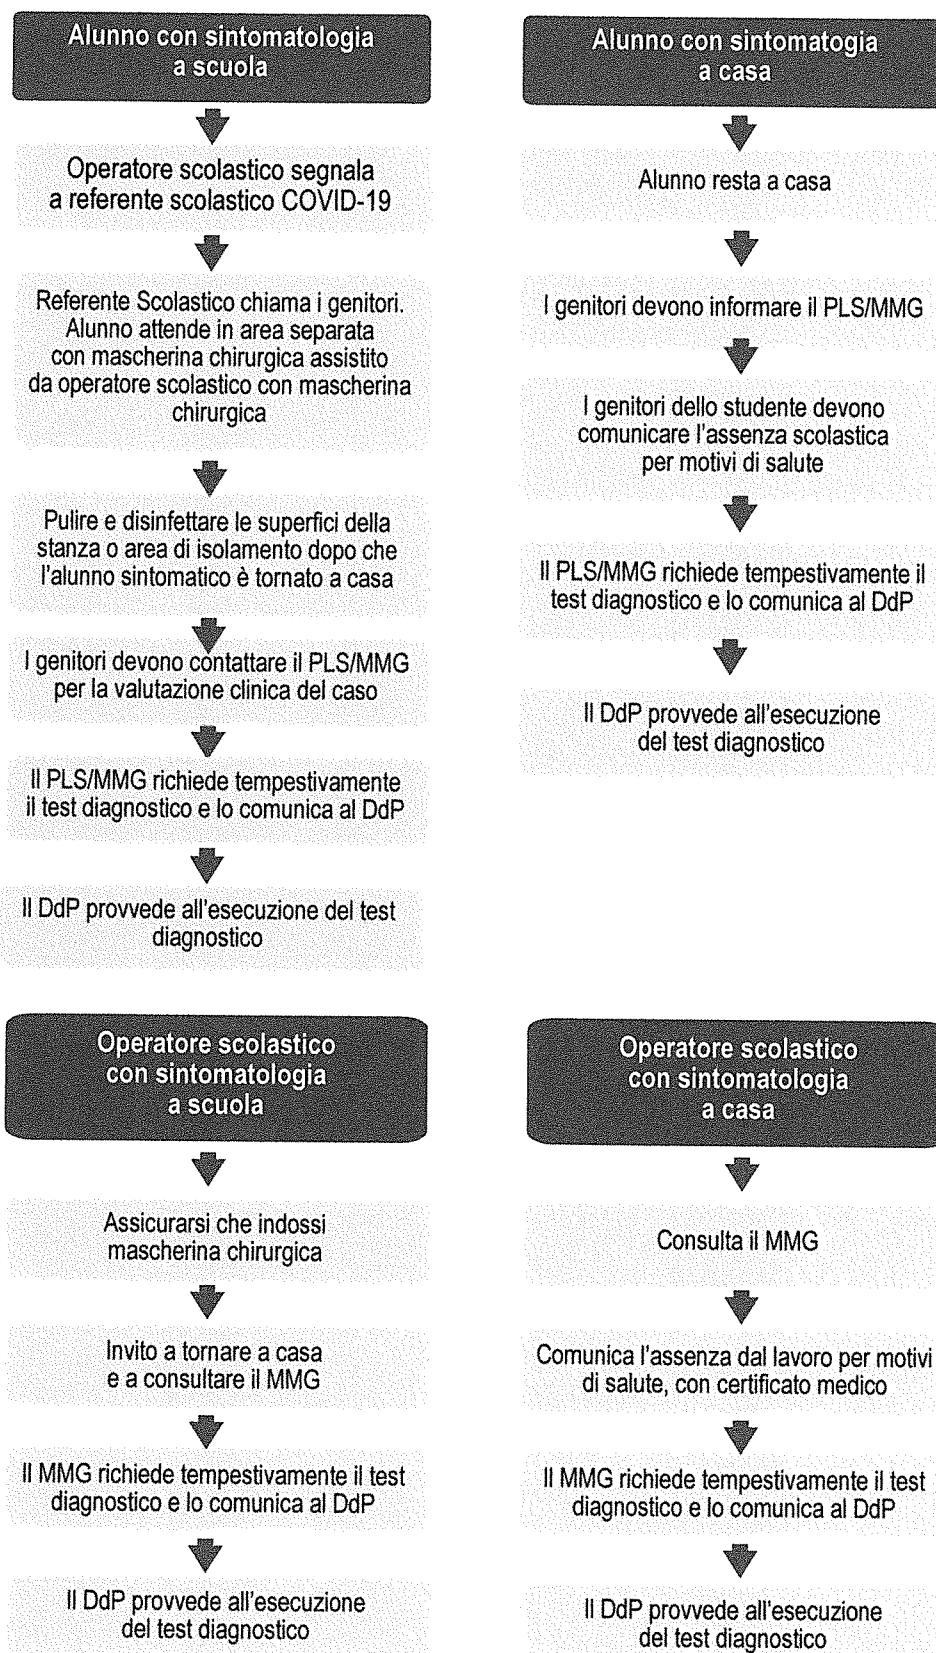 Alunno con sintomatologia
a scuola
Operatore scolastico segnala
a referente scolastico COVID-19
Referente Scolastico chiama i genitori.
Alunno attende in area separata
con mascherina chirurgica assistito
da operatore scolastico con mascherina
chirurgica
Pulire e disinfettare le superfici della
stanza o area di isolamento dopo che
l'alunno sintomatico è tornato a casa
I genitori devono contattare il PLS/MMG
per la valutazione clinica del caso
Il PLS/MMG richiede tempestivamente
il test diagnostico e lo comunica al DdP
Il DdP provvede all'esecuzione del test
diagnostico
Alunno con sintomatogia
a casa
Alunno resta a casa
I genitori devono informare il PLS/MMG
I genitori dello studente devono
comunicare l'assenza scolastica
per motivi di salute
Il PLS/MMG richiede tempestivamente il
test diagnostico e lo comunica al DdP
Il DdP provvede all'esecuzione
del test diagnostico
Operatore scolastico
con sintomatologia
a scuola
Assicurarsi che indossi
mascherina chirurgica
Invito a tornare a casa
e a consultare il MMG
Il MMG richiede tempestivamente il test
diagnostico e lo comunica al DdP
Il DdP provvede all'esecuzione
del test diagnostico
Operatore scolastico
con sintomatologia
a casa
Consulta il MMG
Comunica l'assenza dal lavoro per motivi
di salute, con certificato medico
Il MMG richiede tempestivamente il test
diagnostico e lo comunica al DdP
Il DdP provvede all'esecuzione
del test diagnostico